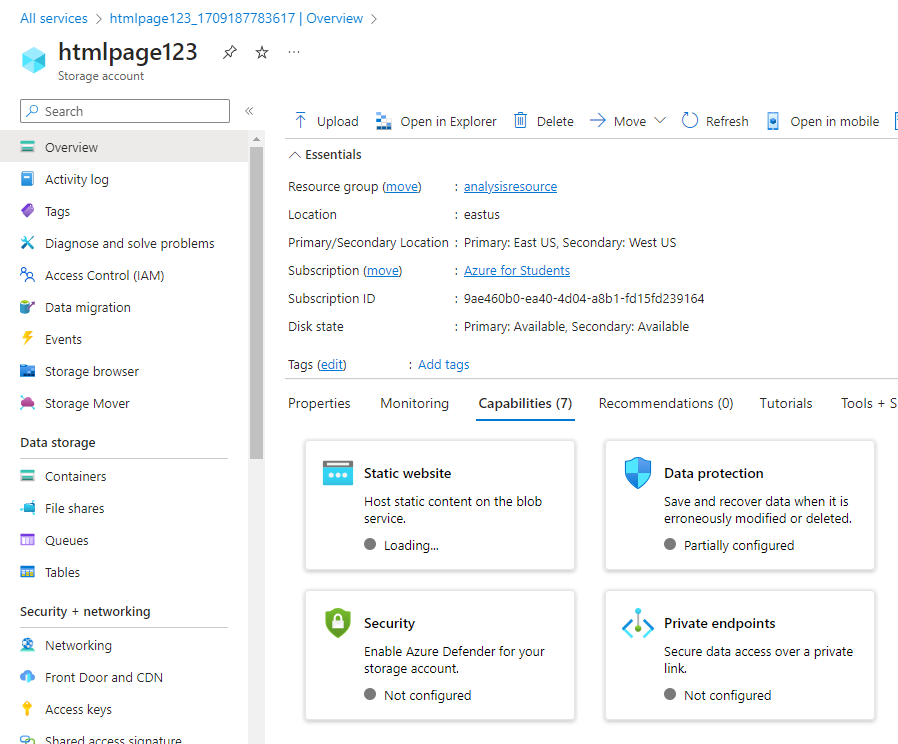 All services > htmlpage123_1709187783617 | Overview >
htmlpage123
Storage account
Search
Overview
Activity log
Tags
Diagnose and solve problems
Access Control (IAM)
Data migration
Events
Storage browser
Storage Mover
Data storage
Containers
File shares
Queues
Tables
Security + networking
Networking
Front Door and CDN
Access keys
Shared access signature
Upload Open in Explorer Delete Move Refresh Open in mobile
Essentials
Resource group (move) : analysisresource
Location : eastus
Primary/Secondary Location : Primary: East US, Secondary: West US
Subscription (move) : Azure for Students
Subscription ID : 9ae460b0-ea40-4d04-a8b1-fd15fd239164
Disk state : Primary: Available, Secondary: Available
Tags (edit) : Add tags
Properties Monitoring Capabilities (7) Recommendations (0) Tutorials Tools + S
Static website
Host static content on the blob
service.
Loading...
Data protection
Save and recover data when it is
erroneously modified or deleted.
Partially configured
Security
Enable Azure Defender for your
storage account.
Not configured
Private endpoints
Secure data access over a private
link.
Not configured